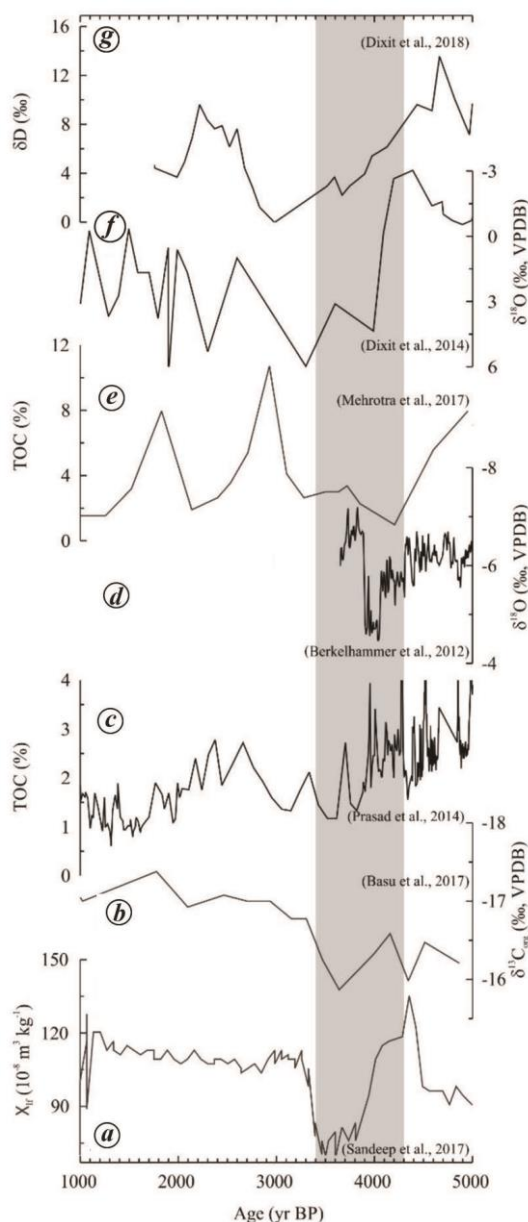 g
16
12
8
4
0
δD (‰)
(Dixit et al., 2018)
-3
0
3
6
δ¹⁸O (‰, VPDB)
f
(Dixit et al., 2014)
12
8
4
0
TOC (%)
e
(Mehrotra et al., 2017)
-8
-6
-4
δ¹⁸O (‰, VPDB)
d
(Berkelhammer et al., 2012)
4
3
2
1
0
TOC (%)
c
(Prasad et al., 2014)
-18
-17
-16
δ¹³Cₒᵣ₉ (‰, VPDB)
b
(Basu et al., 2017)
150
120
90
Χlf (10⁻⁸ m³ kg⁻¹)
a
(Sandeep et al., 2017)
1000 2000 3000 4000 5000
Age (yr BP)